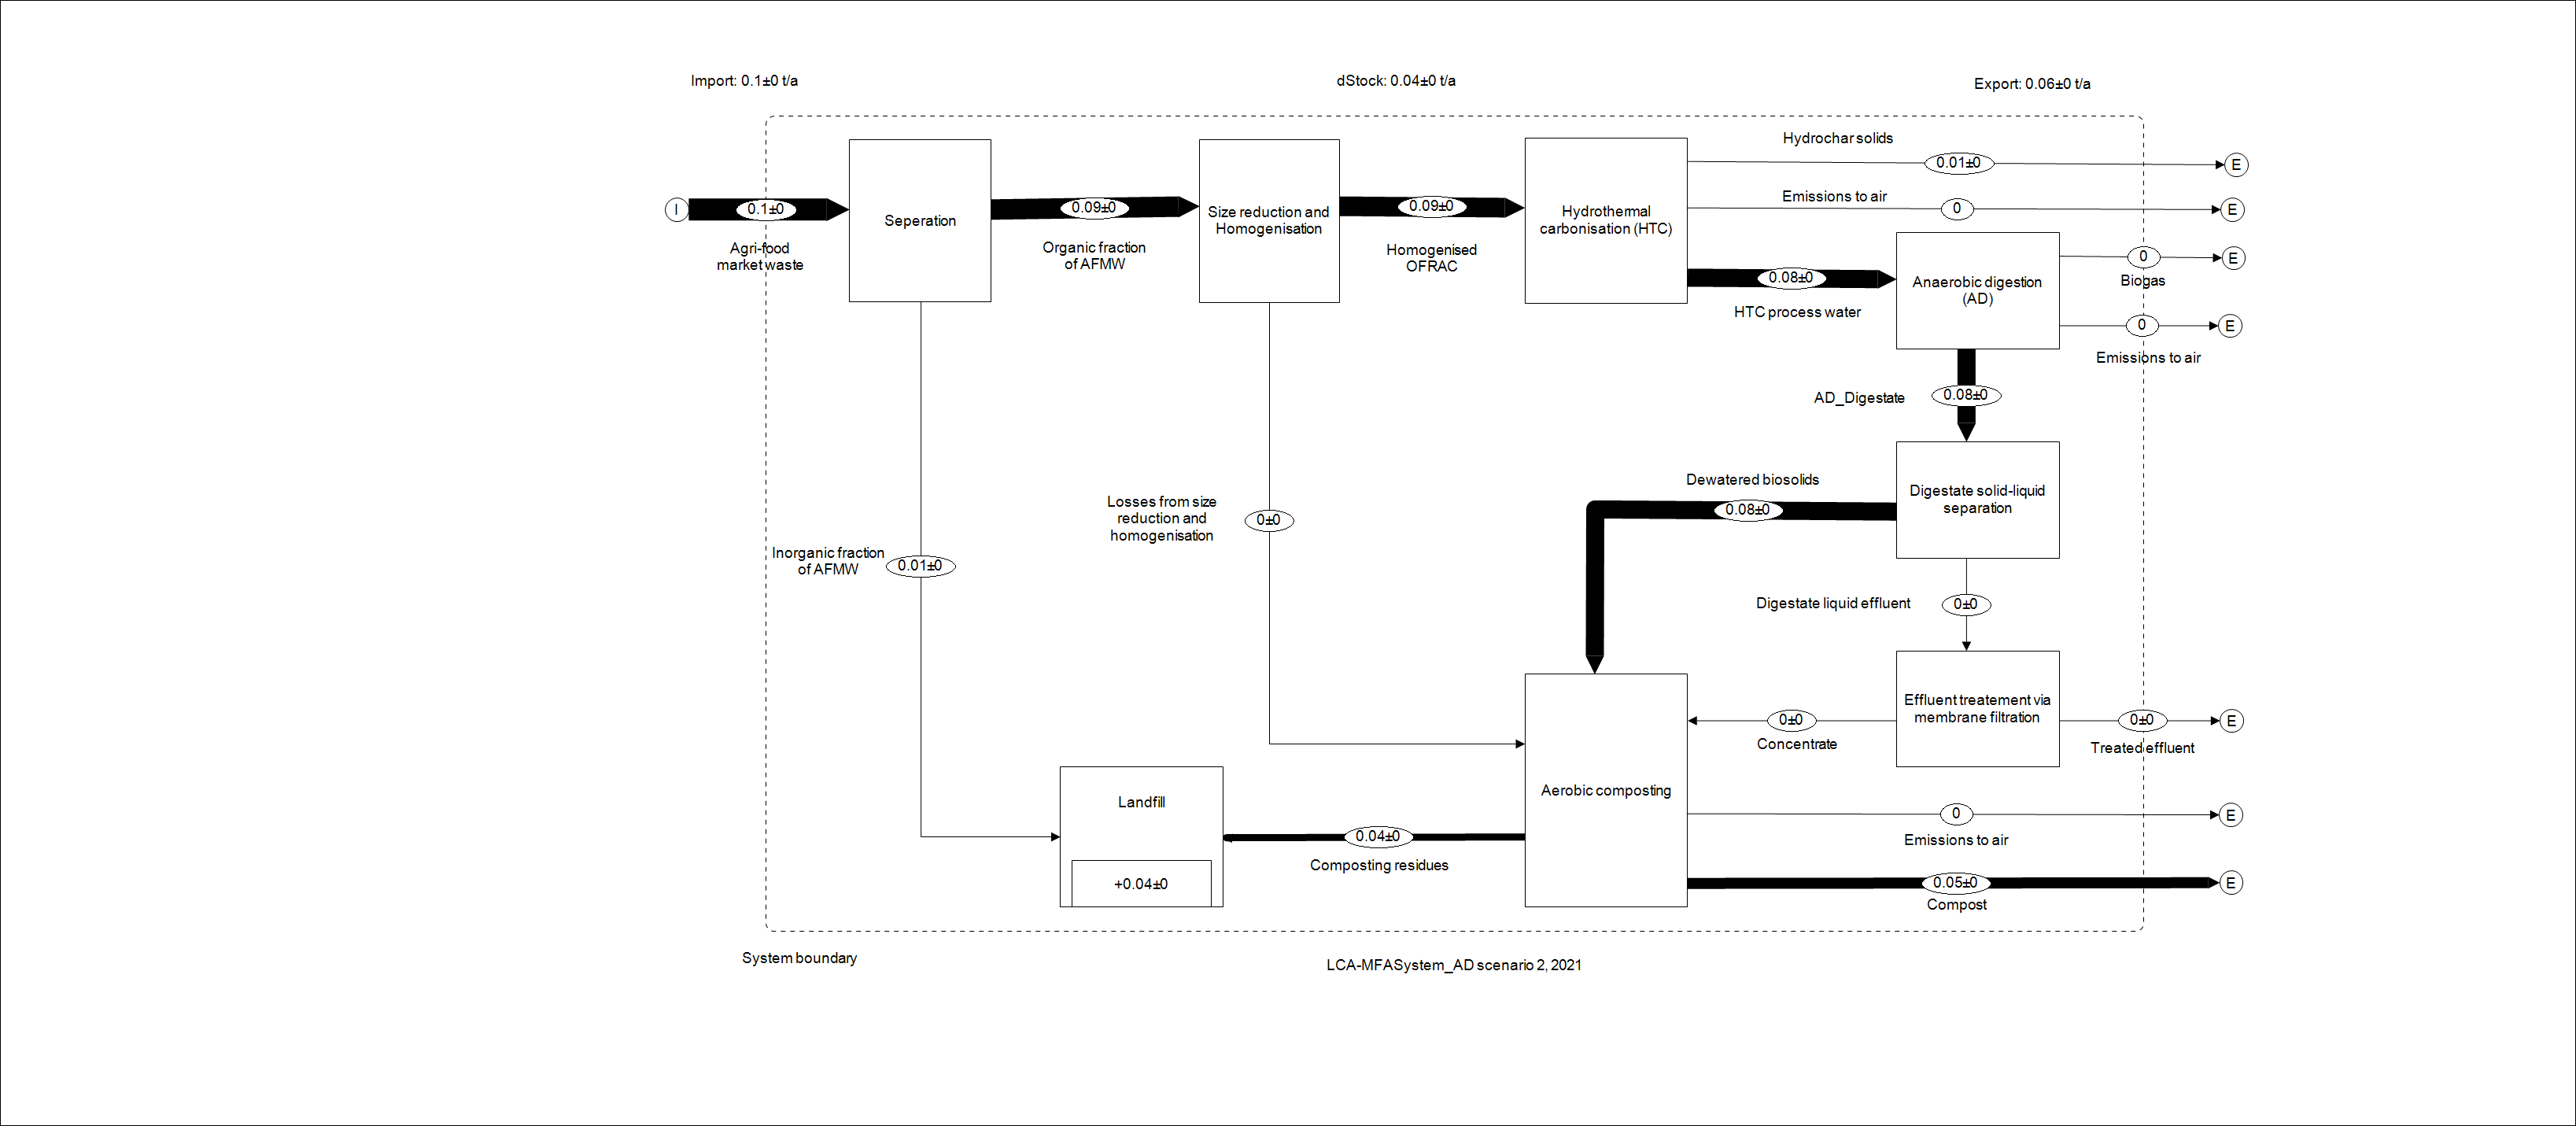 Import: 0.1±0 t/a
dStock: 0.04±0 t/a
Export: 0.06±0 t/a
Hydrochar solids
0.01±0
E
Emissions to air
0
E
I
0.1±0
Agri-food
market waste
Seperation
0.09±0
Organic fraction
of AFMW
Size reduction and
Homogenisation
0.09±0
Homogenised
OFRAC
Hydrothermal
carbonisation (HTC)
0.08±0
HTC process water
Anaerobic digestion
(AD)
0
E
Biogas
0
E
Emissions to air
AD_Digestate
0.08±0
Dewatered biosolids
0.08±0
Digestate solid-liquid
separation
Losses from size
reduction and
homogenisation
0±0
Inorganic fraction
of AFMW
0.01±0
Digestate liquid effluent
0±0
Effluent treatement via
membrane filtration
0±0
Concentrate
0±0
E
Treated effluent
Aerobic composting
Landfill
+0.04±0
0.04±0
Composting residues
0
E
Emissions to air
0.05±0
E
Compost
System boundary
LCA-MFASystem_AD scenario 2, 2021